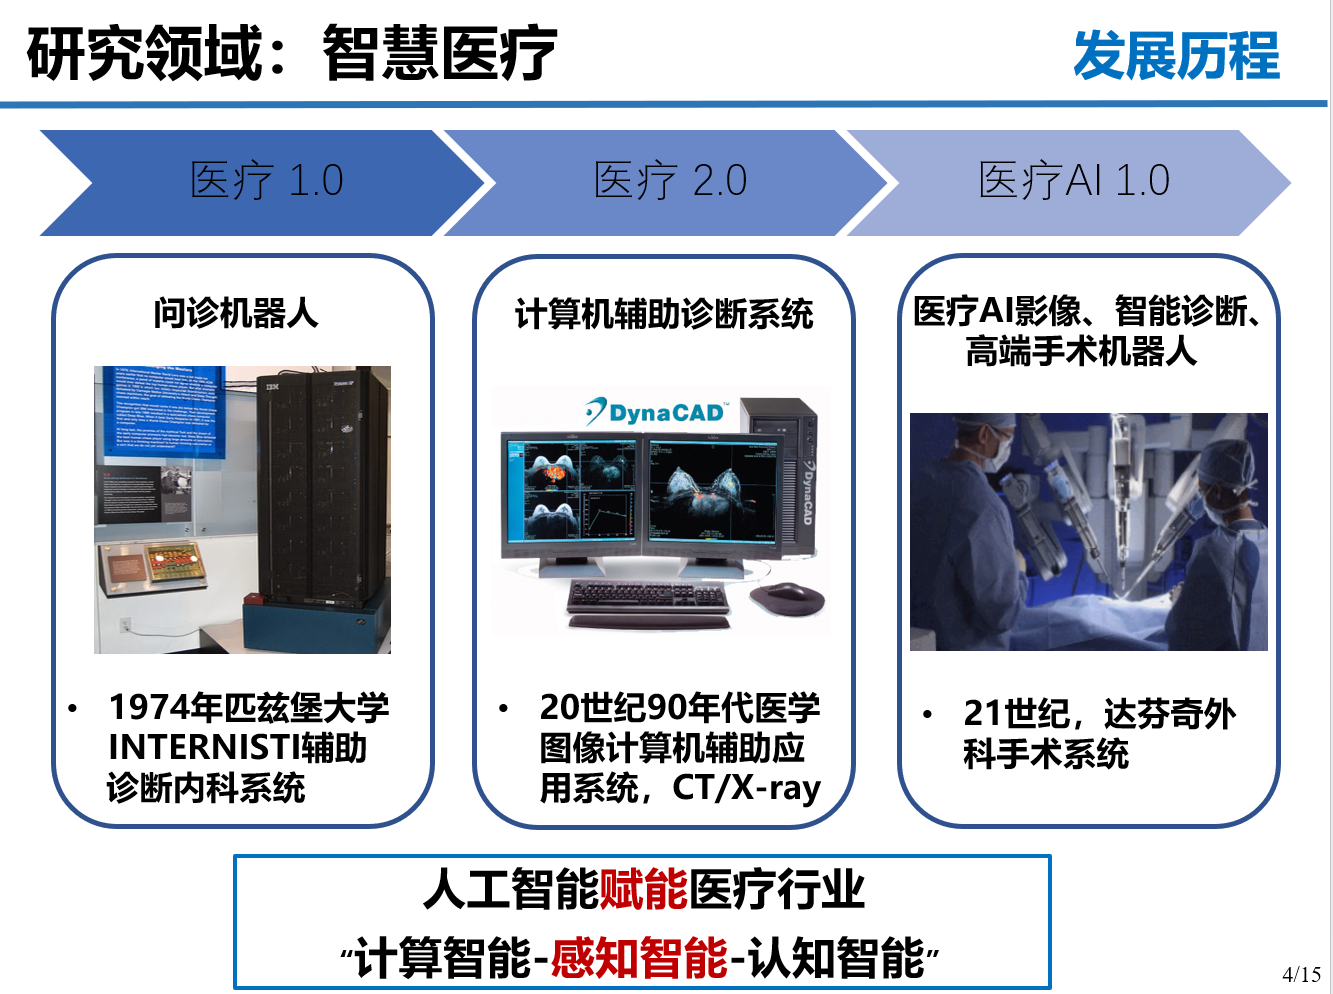 研究领域：智慧医疗
发展历程
医疗 1.0
医疗 2.0
医疗AI 1.0
问诊机器人
IBM
• 1974年匹兹堡大学
INTERNISTI辅助
诊断内科系统
计算机辅助诊断系统
DynaCAD™
DynaCAD
• 20世纪90年代医学
图像计算机辅助应
用系统，CT/X-ray
医疗AI影像、智能诊断、
高端手术机器人
• 21世纪，达芬奇外
科手术系统
人工智能赋能医疗行业
“计算智能-感知智能-认知智能”
4/15